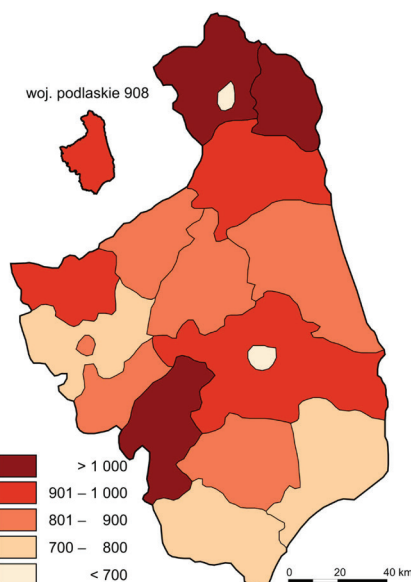 woj. podlaskie 908
> 1 000
901 – 1 000
801 – 900
700 – 800
< 700
0 20 40 km